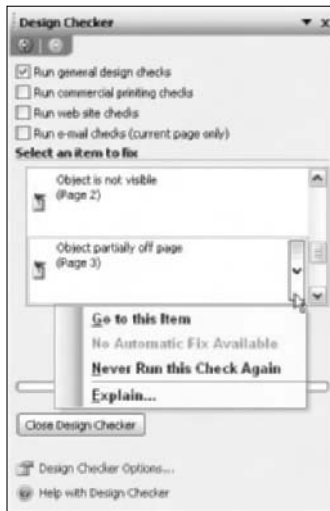 Design Checker
Run general design checks
Run commercial printing checks
Run web site checks
Run e-mail checks (current page only)
Select an item to fix
Object is not visible
(Page 2)
Object partially off page
(Page 3)
Go to this Item
No Automatic Fix Available
Never Run this Check Again
Explain...
Close Design Checker
Design Checker Options...
Help with Design Checker